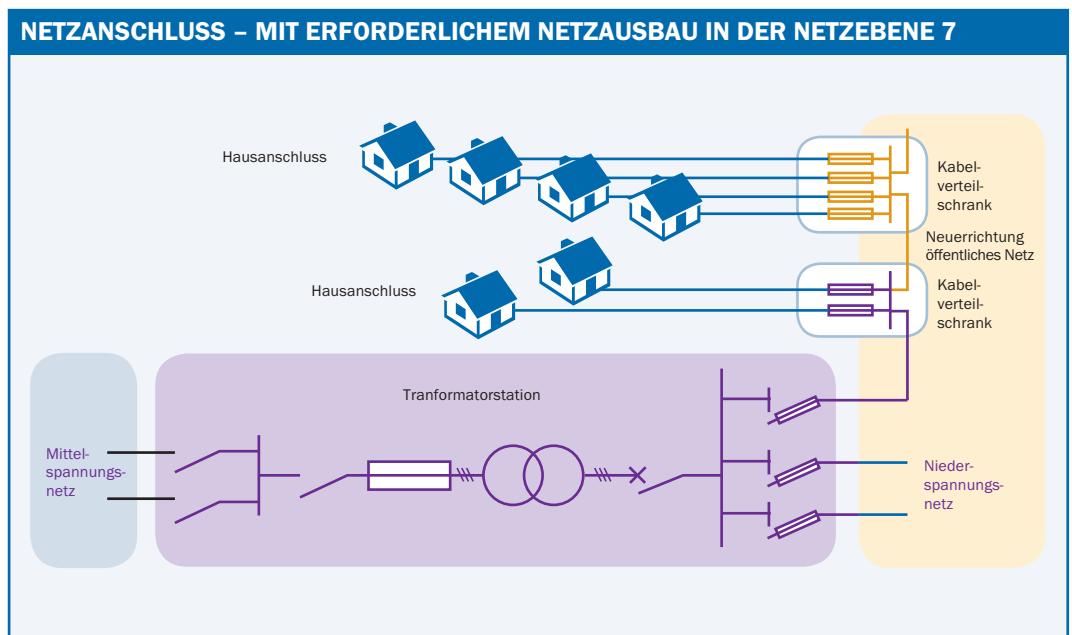 NETZANSCHLUSS – MIT ERFORDERLICHEM NETZAUSBAU IN DER NETZEBENE 7
Hausanschluss
Kabel-
verteil-
schrank
Neuerrichtung
öffentliches Netz
Hausanschluss
Kabel-
verteil-
schrank
Tranformatorstation
Mittel-
spannungs-
netz
Nieder-
spannungs-
netz